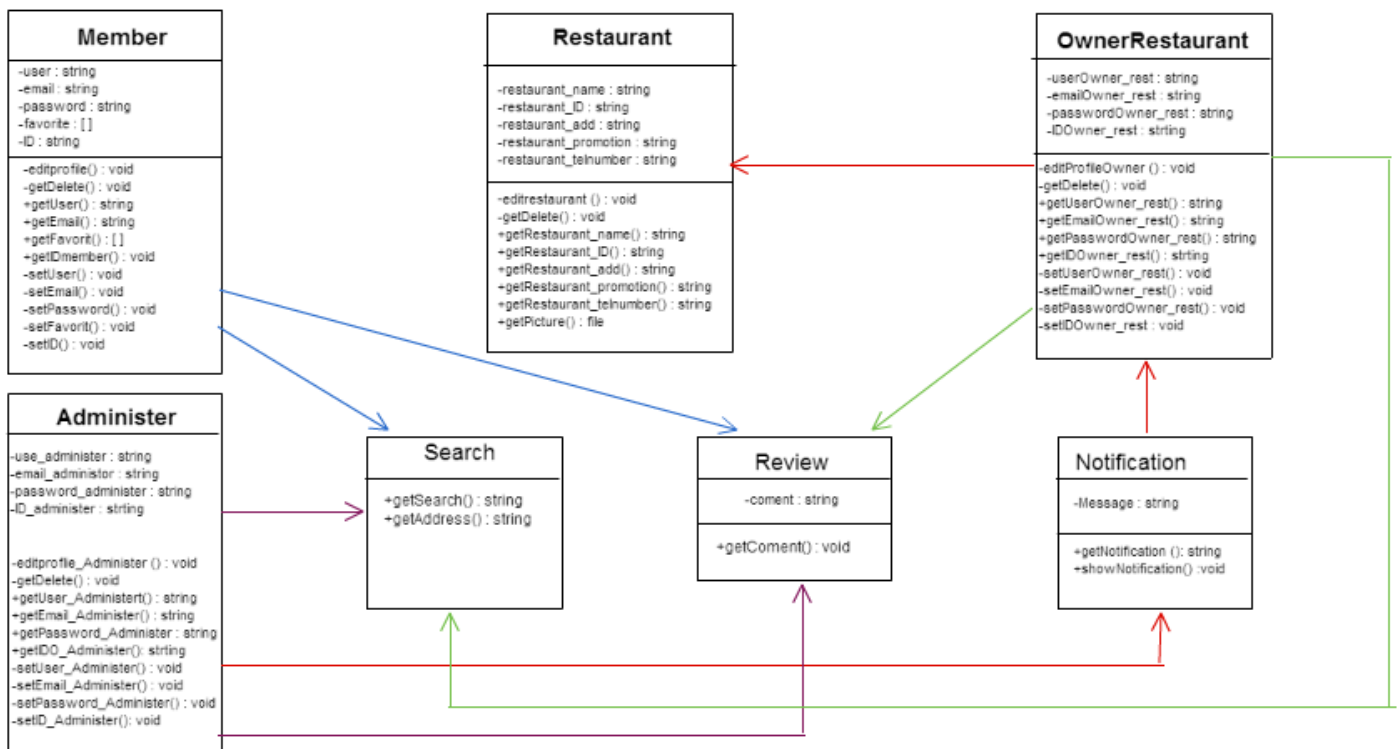 Member
-user : string
-email : string
-password : string
-favorite : [ ]
-ID : string
-editprofile() : void
-getDelete() : void
+getUser() : string
+getEmail() : string
+getFavorit() : [ ]
+getIDmember() : void
-setUser() : void
-setEmail() : void
-setPassword() : void
-setFavorit() : void
-setID() : void
Restaurant
-restaurant_name : string
-restaurant_ID : string
-restaurant_add : string
-restaurant_promotion : string
-restaurant_telnumber : string
-editrestaurant () : void
-getDelete() : void
+getRestaurant_name() : string
+getRestaurant_ID() : string
+getRestaurant_add() : string
+getRestaurant_promotion() : string
+getRestaurant_telnumber() : string
+getPicture() : file
OwnerRestaurant
-userOwner_rest : string
-emailOwner_rest : string
-passwordOwner_rest : string
-IDOwner_rest : strting
-editProfileOwner () : void
-getDelete() : void
+getUserOwner_rest() : string
+getEmailOwner_rest() : string
+getPasswordOwner_rest() : string
+getIDOwner_rest() : strting
-setUserOwner_rest() : void
-setEmailOwner_rest() : void
-setPasswordOwner_rest() : void
-setIDOwner_rest : void
Administer
-use_administer : string
-email_administor : string
-password_administer : string
-ID_administer : strting
-editprofile_Administer () : void
-getDelete() : void
+getUser_Administert() : string
+getEmail_Administer() : string
+getPassword_Administer : string
+getIDO_Administer(): strting
-setUser_Administer() : void
-setEmail_Administer() : void
-setPassword_Administer() : void
-setID_Administer(): void
Search
+getSearch() : string
+getAddress() : string
Review
-coment : string
+getComent() : void
Notification
-Message : string
+getNotification (): string
+showNotification() :void